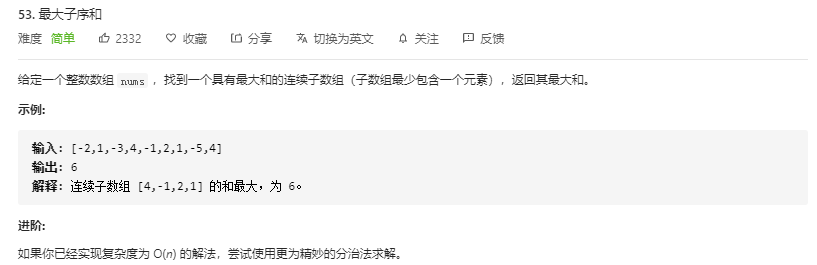 53. 最大子序和
难度 简单 2332 收藏 分享 切换为英文 关注 反馈
给定一个整数数组 nums ，找到一个具有最大和的连续子数组（子数组最少包含一个元素），返回其最大和。
示例:
输入: [-2,1,-3,4,-1,2,1,-5,4]
输出: 6
解释: 连续子数组 [4,-1,2,1] 的和最大，为 6。
进阶:
如果你已经实现复杂度为 O(n) 的解法，尝试使用更为精妙的分治法求解。